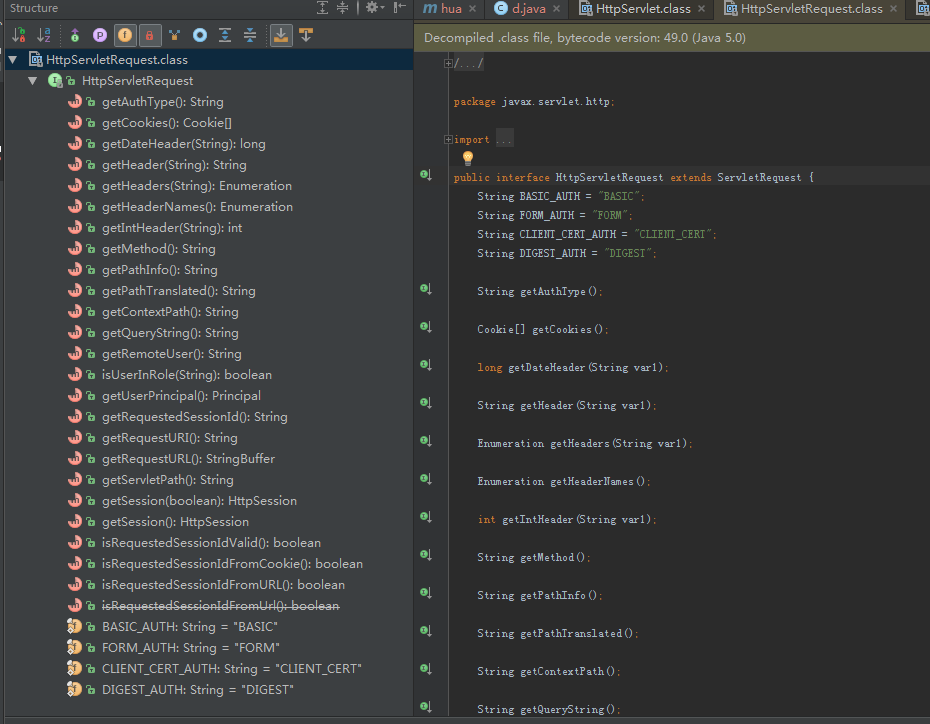 Structure
HttpServletRequest.class
HttpServletRequest
getAuthType(): String
getCookies(): Cookie[]
getDateHeader(String): long
getHeader(String): String
getHeaders(String): Enumeration
getHeaderNames(): Enumeration
getIntHeader(String): int
getMethod(): String
getPathInfo(): String
getPathTranslated(): String
getContextPath(): String
getQueryString(): String
getRemoteUser(): String
isUserInRole(String): boolean
getUserPrincipal(): Principal
getRequestedSessionId(): String
getRequestURI(): String
getRequestURL(): StringBuffer
getServletPath(): String
getSession(boolean): HttpSession
getSession(): HttpSession
isRequestedSessionIdValid(): boolean
isRequestedSessionIdFromCookie(): boolean
isRequestedSessionIdFromURL(): boolean
isRequestedSessionIdFromUrl(): boolean
BASIC_AUTH: String = "BASIC"
FORM_AUTH: String = "FORM"
CLIENT_CERT_AUTH: String = "CLIENT_CERT"
DIGEST_AUTH: String = "DIGEST"
m hua × C d.java × HttpServlet.class × HttpServletRequest.class ×
Decompiled .class file, bytecode version: 49.0 (Java 5.0)
/.../
package javax.servlet.http;
import ...
public interface HttpServletRequest extends ServletRequest {
String BASIC_AUTH = "BASIC";
String FORM_AUTH = "FORM";
String CLIENT_CERT_AUTH = "CLIENT_CERT";
String DIGEST_AUTH = "DIGEST";
String getAuthType();
Cookie[] getCookies();
long getDateHeader(String var1);
String getHeader(String var1);
Enumeration getHeaders(String var1);
Enumeration getHeaderNames();
int getIntHeader(String var1);
String getMethod();
String getPathInfo();
String getPathTranslated();
String getContextPath();
String getQueryString();